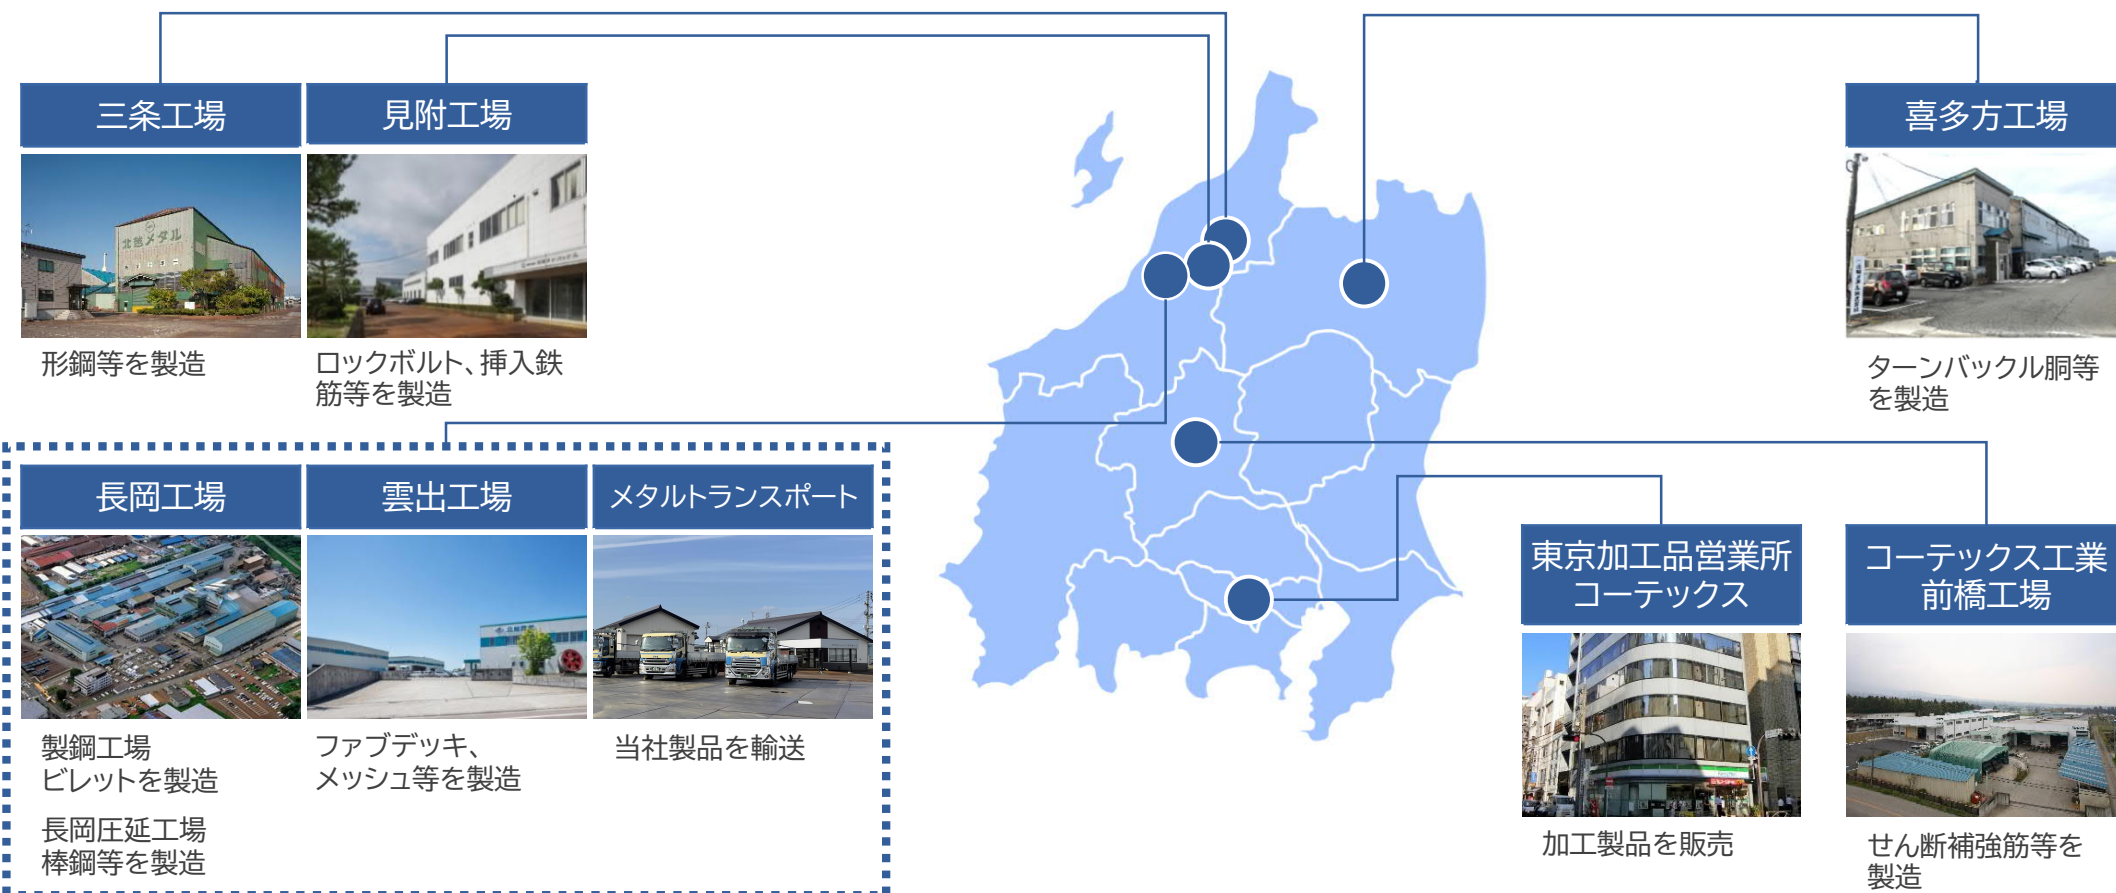 三条工場
見附工場
喜多方工場
北越メタル
形鋼等を製造
ロックボルト、挿入鉄
筋等を製造
ターンバックル胴等
を製造
長岡工場
雲出工場
メタルトランスポート
製鋼工場
ビレットを製造
長岡圧延工場
棒鋼等を製造
ファブデッキ、
メッシュ等を製造
当社製品を輸送
東京加工品営業所
コーテックス
加工製品を販売
コーテックス工業
前橋工場
せん断補強筋等を
製造